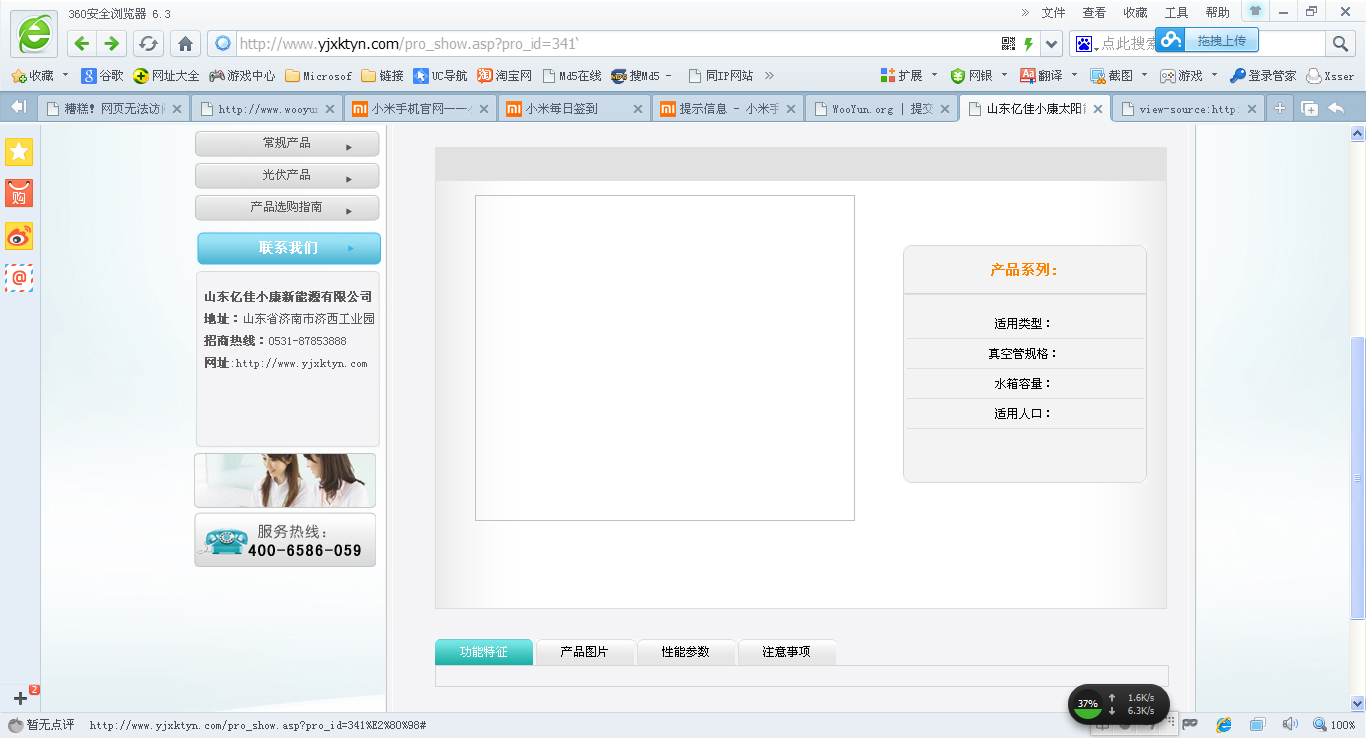 360安全浏览器 6.3
» 文件 查看 收藏 工具 帮助
http://www.yjxktyn.com/pro_show.asp?pro_id=341`
点此搜索
拖拽上传
收藏 谷歌 网址大全 游戏中心 Microsof 链接 UC导航 淘宝网 Md5在线 搜Md5 - 同IP网站 » 扩展 网银 翻译 截图 游戏 登录管家 Xsser
糟糕！网页无法访 http://www.wooyu 小米手机官网 小米每日签到 提示信息 - 小米手 WooYun.org | 提交 山东亿佳小康太阳能 view-source:http:
购
@
2
常规产品
光伏产品
产品选购指南
联系我们
山东亿佳小康新能源有限公司
地址：山东省济南市济西工业园
招商热线：0531-87853888
网址:http://www.yjxktyn.com
服务热线：
400-6586-059
产品系列：
适用类型：
真空管规格：
水箱容量：
适用人口：
功能特征 产品图片 性能参数 注意事项
37%
1.6K/s
6.3K/s
暂无点评 http://www.yjxktyn.com/pro_show.asp?pro_id=341%E2%80%98#
100%